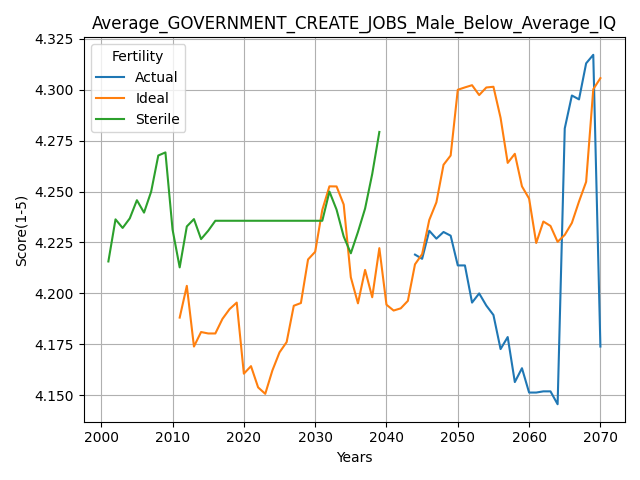 Average_GOVERNMENT_CREATE_JOBS_Male_Below_Average_IQ
Score(1-5)
4.325
4.300
4.275
4.250
4.225
4.200
4.175
4.150
Fertility
Actual
Ideal
Sterile
2000 2010 2020 2030 2040 2050 2060 2070
Years